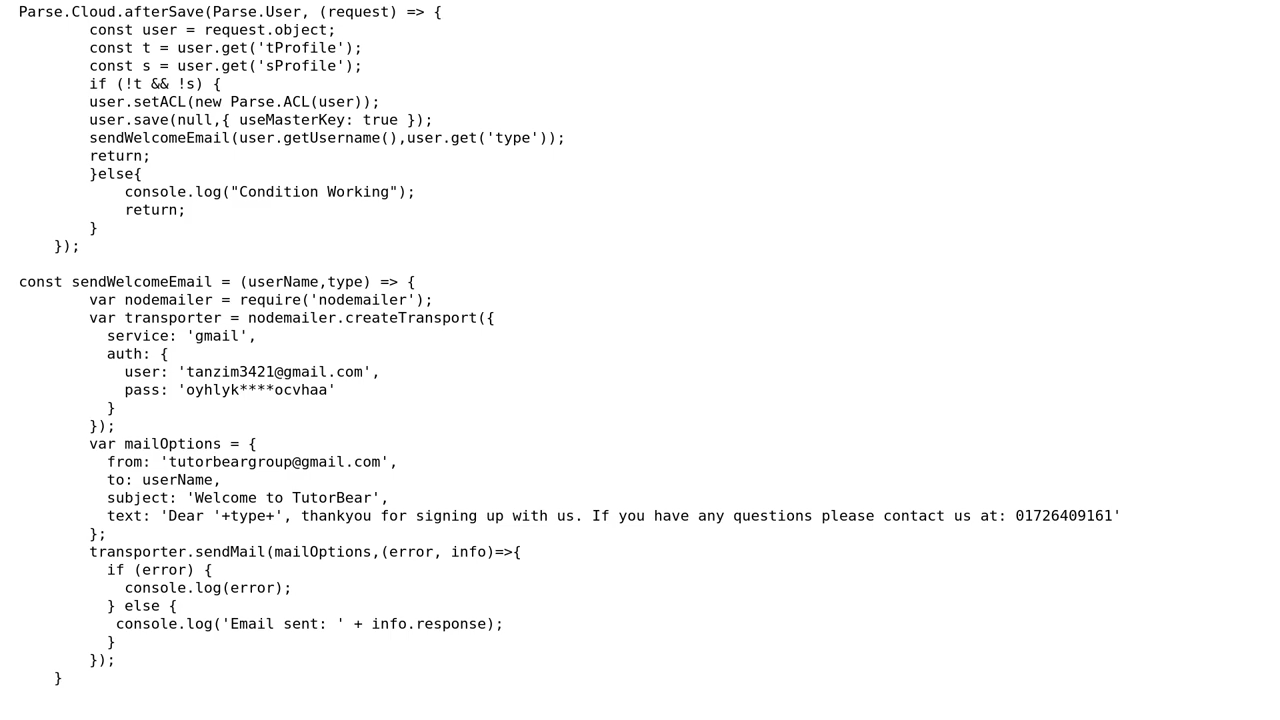 Parse.Cloud.afterSave(Parse.User, (request) => {
        const user = request.object;
        const t = user.get('tProfile');
        const s = user.get('sProfile');
        if (!t && !s) {
        user.setACL(new Parse.ACL(user));
        user.save(null,{ useMasterKey: true });
        sendWelcomeEmail(user.getUsername(),user.get('type'));
        return;
        }else{
            console.log("Condition Working");
            return;
        }
    });

const sendWelcomeEmail = (userName,type) => {
        var nodemailer = require('nodemailer');
        var transporter = nodemailer.createTransport({
          service: 'gmail',
          auth: {
            user: 'tanzim3421@gmail.com',
            pass: 'oyhlyk****ocvhaa'
          }
        });
        var mailOptions = {
          from: 'tutorbeargroup@gmail.com',
          to: userName,
          subject: 'Welcome to TutorBear',
          text: 'Dear '+type+', thankyou for signing up with us. If you have any questions please contact us at: 01726409161'
        };
        transporter.sendMail(mailOptions,(error, info)=>{
          if (error) {
            console.log(error);
          } else {
           console.log('Email sent: ' + info.response);
          }
        });
    }